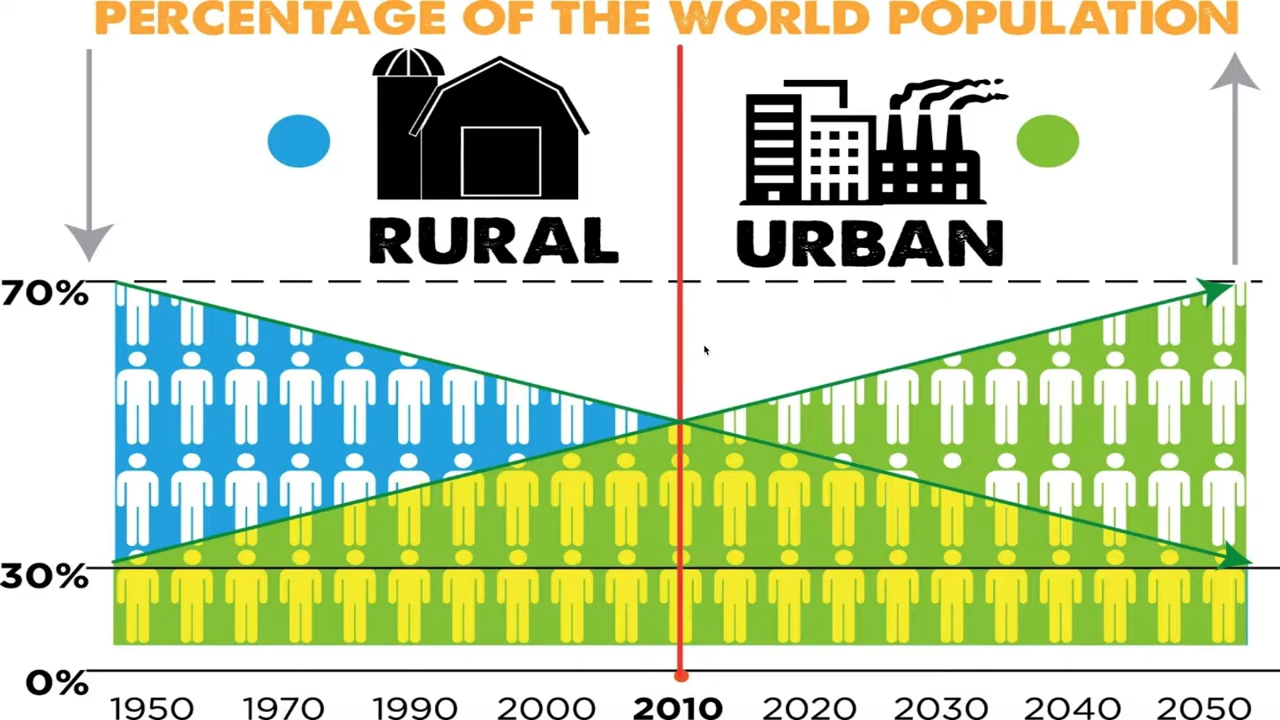 PERCENTAGE OF THE WORLD POPULATION
RURAL
URBAN
70%
30%
0%
1950 1970 1990 2000 2010 2020 2030 2040 2050